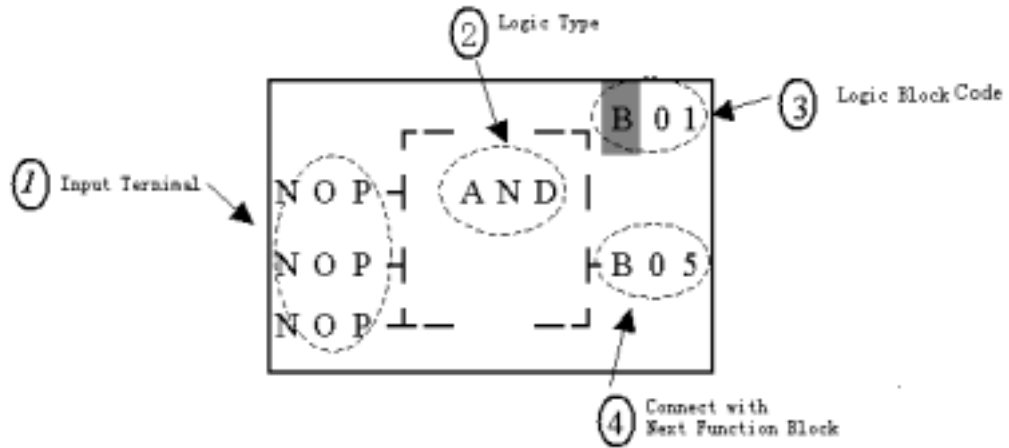 ② Logic Type
B 0 1
③ Logic Block Code
① Input Terminal
N O P
A N D
N O P
B 0 5
N O P
④ Connect with
Next Function Block